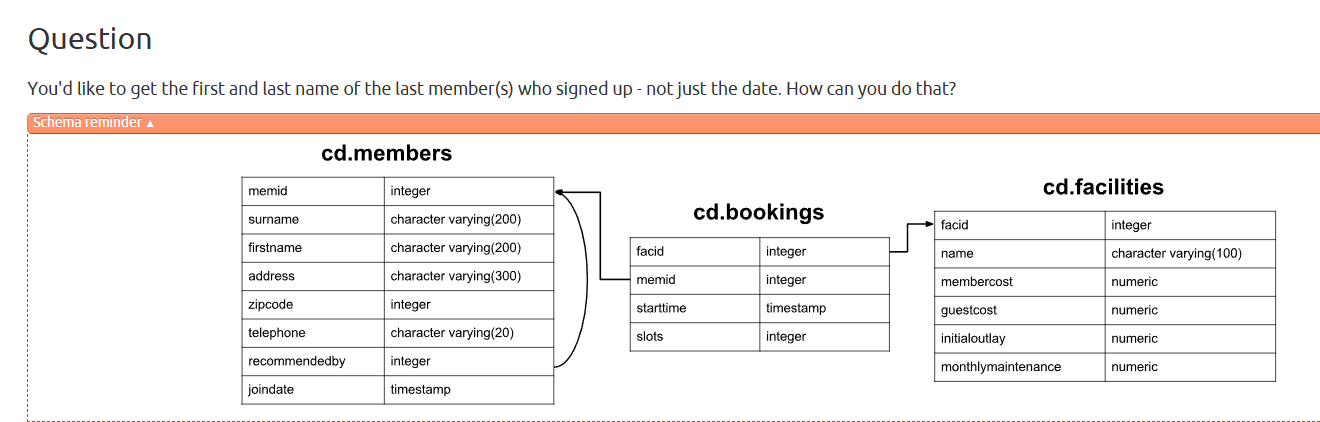 Question
You'd like to get the first and last name of the last member(s) who signed up - not just the date. How can you do that?
Schema reminder ▲
cd.members
memid integer
surname character varying(200)
firstname character varying(200)
address character varying(300)
zipcode integer
telephone character varying(20)
recommendedby integer
joindate timestamp
cd.bookings
facid integer
memid integer
starttime timestamp
slots integer
cd.facilities
facid integer
name character varying(100)
membercost numeric
guestcost numeric
initialoutlay numeric
monthlymaintenance numeric